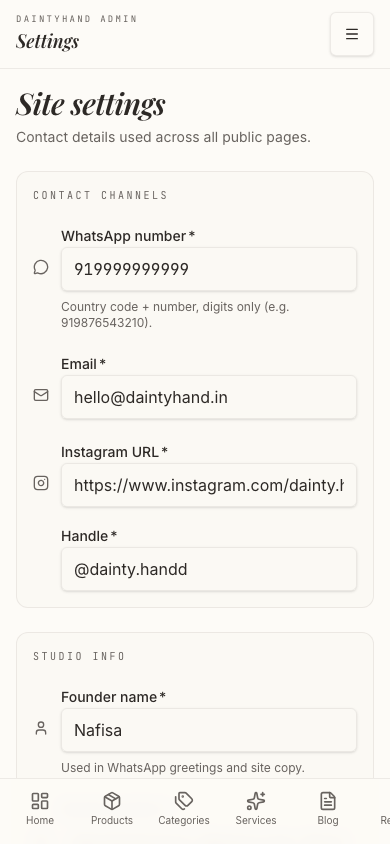 DAINTYHAND ADMIN
Settings
Site settings
Contact details used across all public pages.
CONTACT CHANNELS
WhatsApp number *
919999999999
Country code + number, digits only (e.g.
919876543210).
Email *
hello@daintyhand.in
Instagram URL *
https://www.instagram.com/dainty.h
Handle *
@dainty.handd
STUDIO INFO
Founder name *
Nafisa
Used in WhatsApp greetings and site copy.
Home Products Categories Services Blog